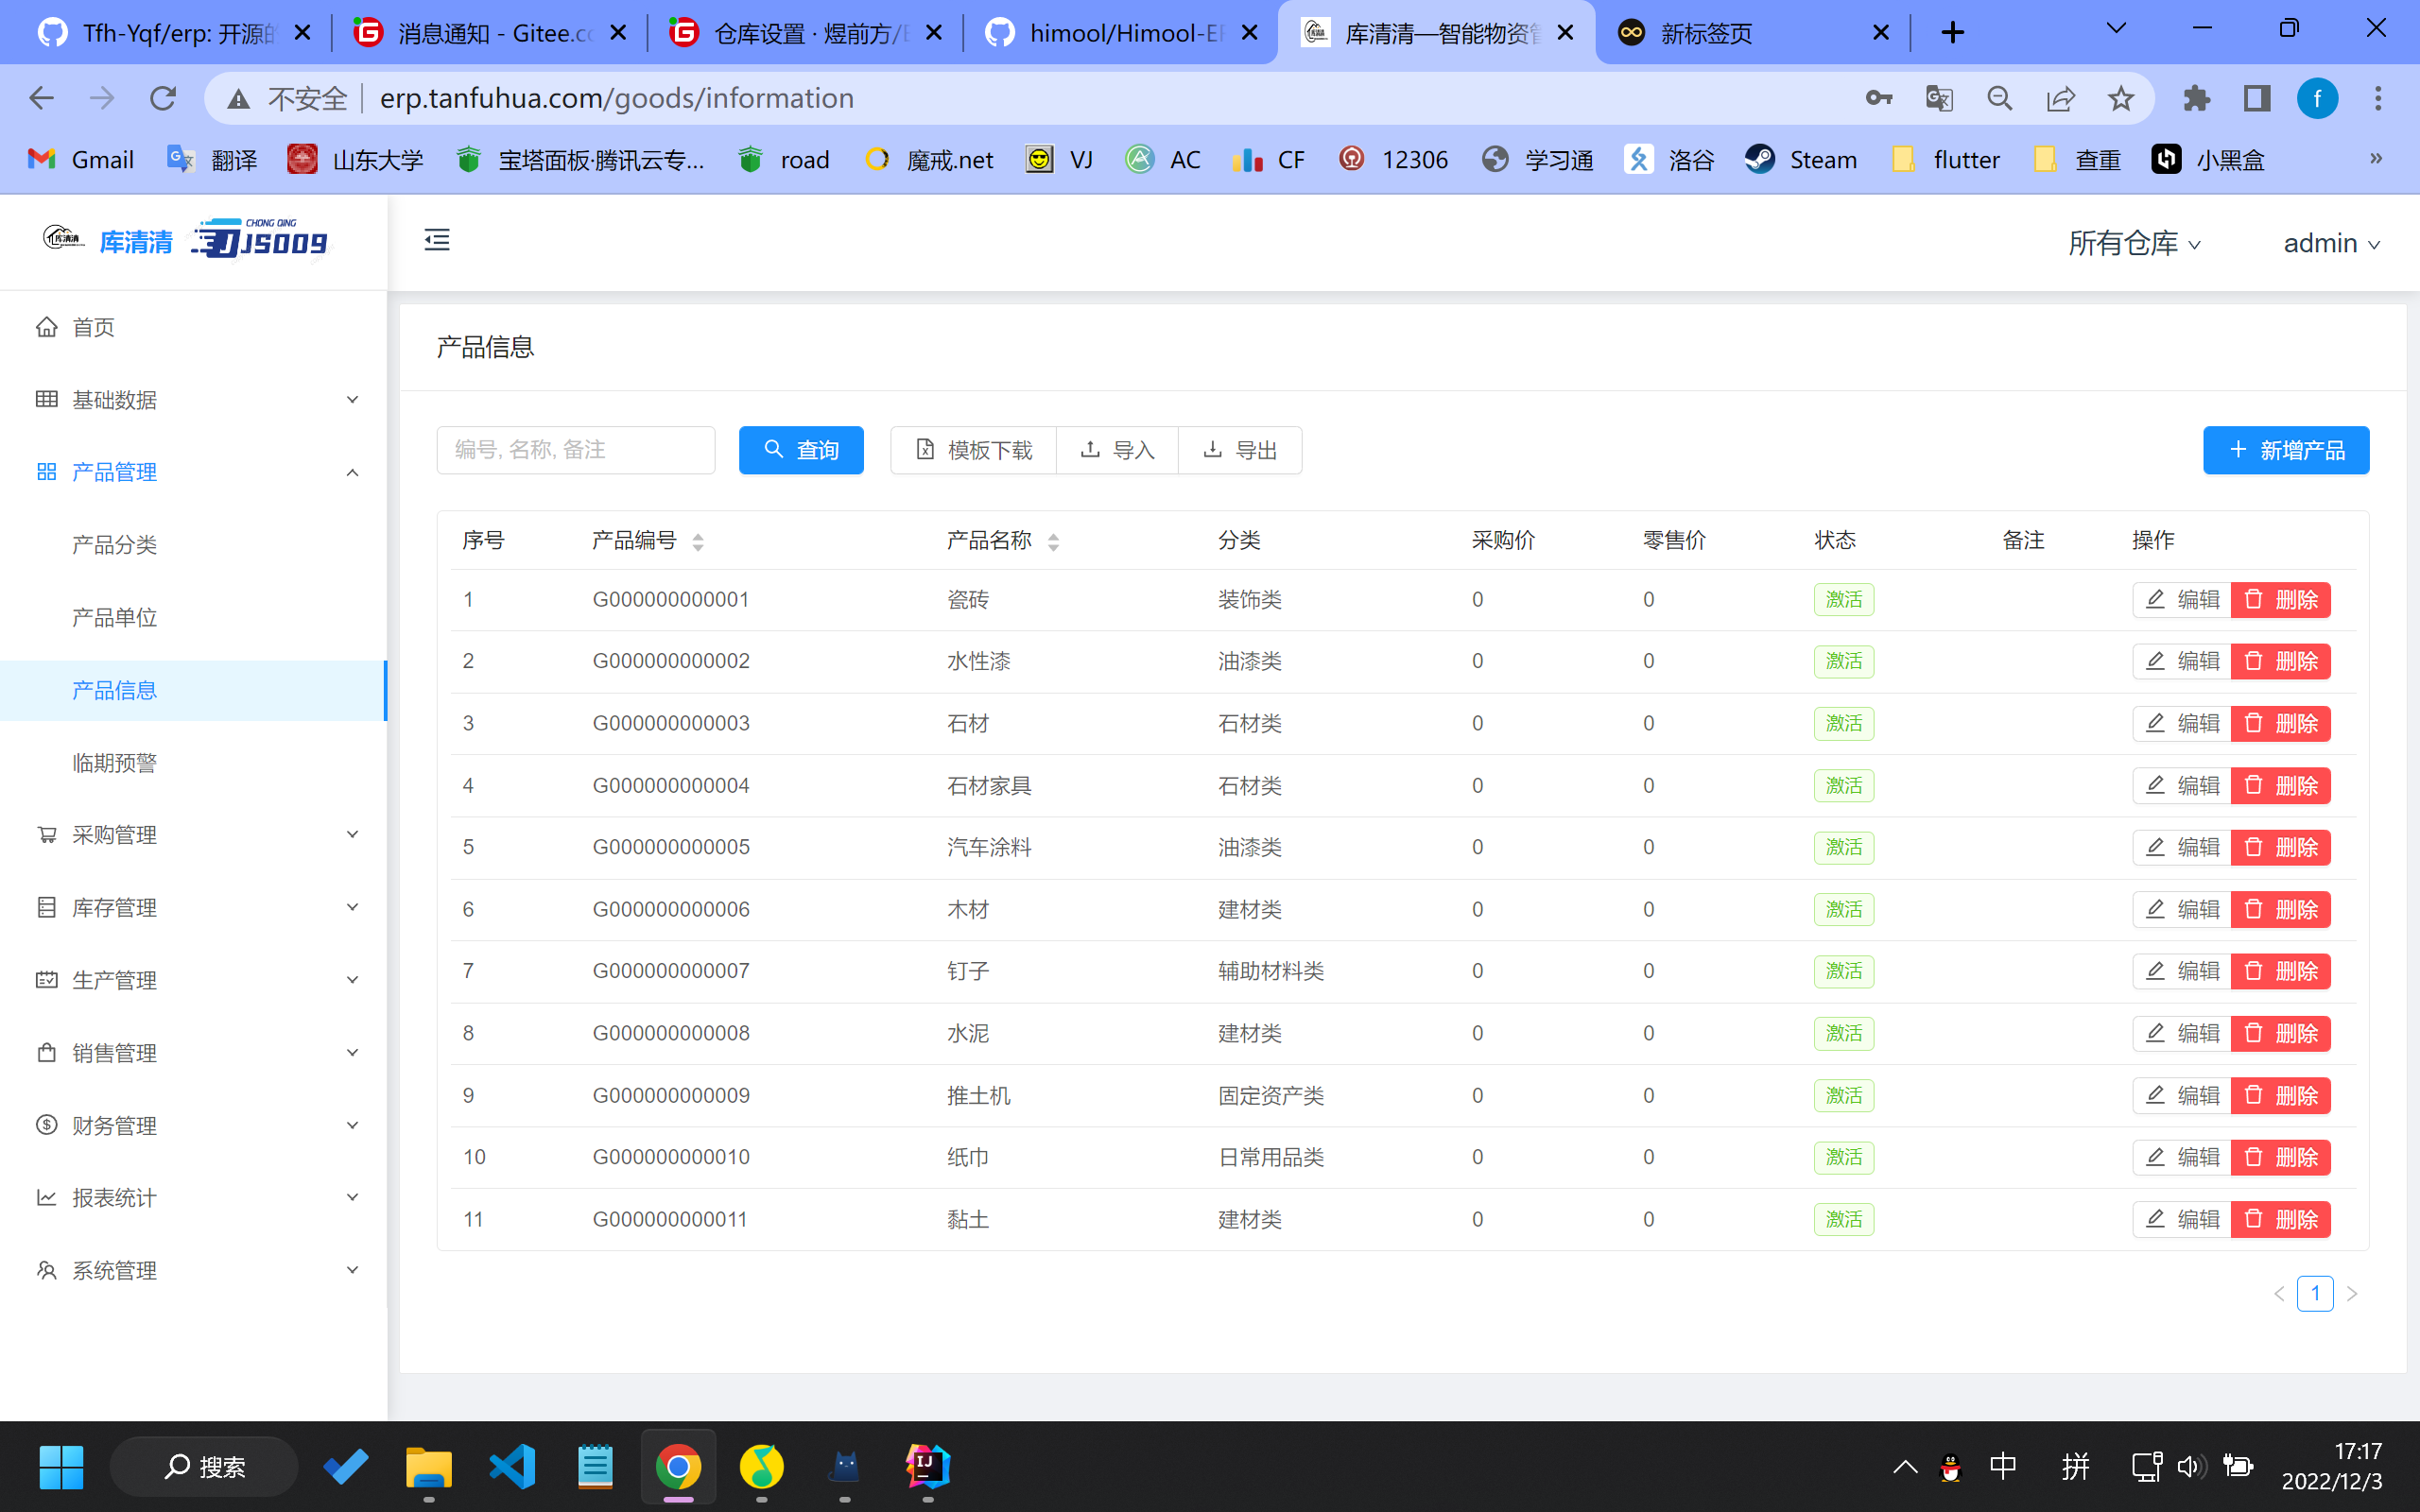 Tfh-Yqf/erp: 开源的
消息通知 - Gitee.co
仓库设置 · 煜前方/E
himool/Himool-ER
库清清—智能物资管
新标签页
不安全 erp.tanfuhua.com/goods/information
f
Gmail
翻译
山东大学
宝塔面板·腾讯云专...
road
魔戒.net
VJ
AC
CF
12306
学习通
洛谷
Steam
flutter
查重
小黑盒
»
库清清 CHONG QING JJS009
所有仓库
admin
首页
基础数据
产品管理
产品分类
产品单位
产品信息
临期预警
采购管理
库存管理
生产管理
销售管理
财务管理
报表统计
系统管理
产品信息
编号, 名称, 备注 查询 模板下载 导入 导出 新增产品
序号 产品编号 产品名称 分类 采购价 零售价 状态 备注 操作
1 G000000000001 瓷砖 装饰类 0 0 激活 编辑 删除
2 G000000000002 水性漆 油漆类 0 0 激活 编辑 删除
3 G000000000003 石材 石材类 0 0 激活 编辑 删除
4 G000000000004 石材家具 石材类 0 0 激活 编辑 删除
5 G000000000005 汽车涂料 油漆类 0 0 激活 编辑 删除
6 G000000000006 木材 建材类 0 0 激活 编辑 删除
7 G000000000007 钉子 辅助材料类 0 0 激活 编辑 删除
8 G000000000008 水泥 建材类 0 0 激活 编辑 删除
9 G000000000009 推土机 固定资产类 0 0 激活 编辑 删除
10 G000000000010 纸巾 日常用品类 0 0 激活 编辑 删除
11 G000000000011 黏土 建材类 0 0 激活 编辑 删除
1
搜索
中
拼
17:17
2022/12/3